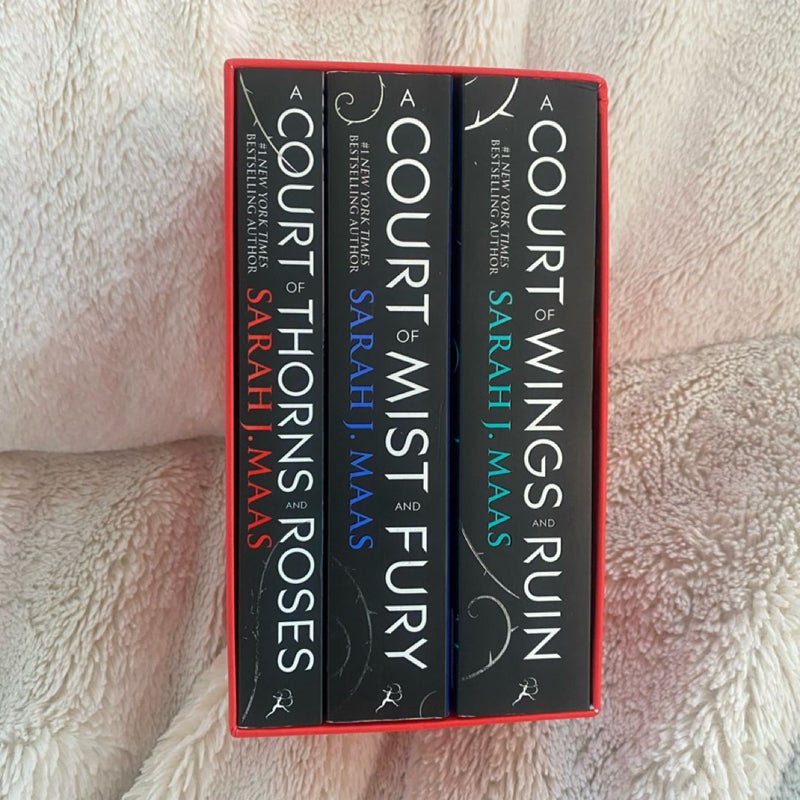 A COURT OF THORNS AND ROSES
#1 NEW YORK TIMES
BESTSELLING AUTHOR
SARAH J. MAAS
A COURT OF MIST AND FURY
#1 NEW YORK TIMES
BESTSELLING AUTHOR
SARAH J. MAAS
A COURT OF WINGS AND RUIN
#1 NEW YORK TIMES
BESTSELLING AUTHOR
SARAH J. MAAS